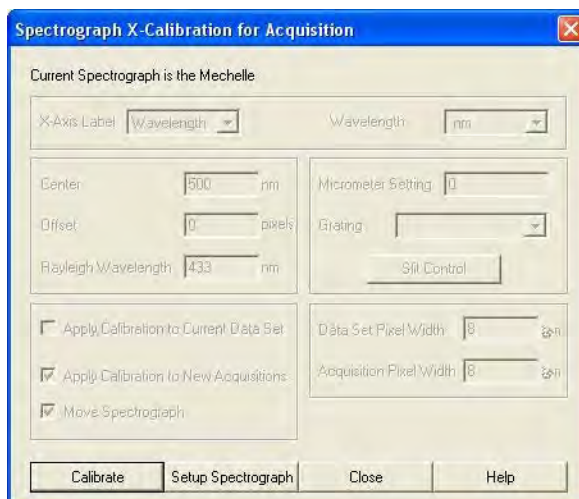 Spectrograph X-Calibration for Acquisition
Current Spectrograph is the Mechelle
X-Axis Label Wavelength Wavelength nm
Center 500 nm
Offset 0 pixels
Rayleigh Wavelength 433 nm
Micrometer Setting 0
Grating
Slit Control
Apply Calibration to Current Data Set
Apply Calibration to New Acquisitions
Move Spectrograph
Data Set Pixel Width 8
Acquisition Pixel Width 8
Calibrate Setup Spectrograph Close Help